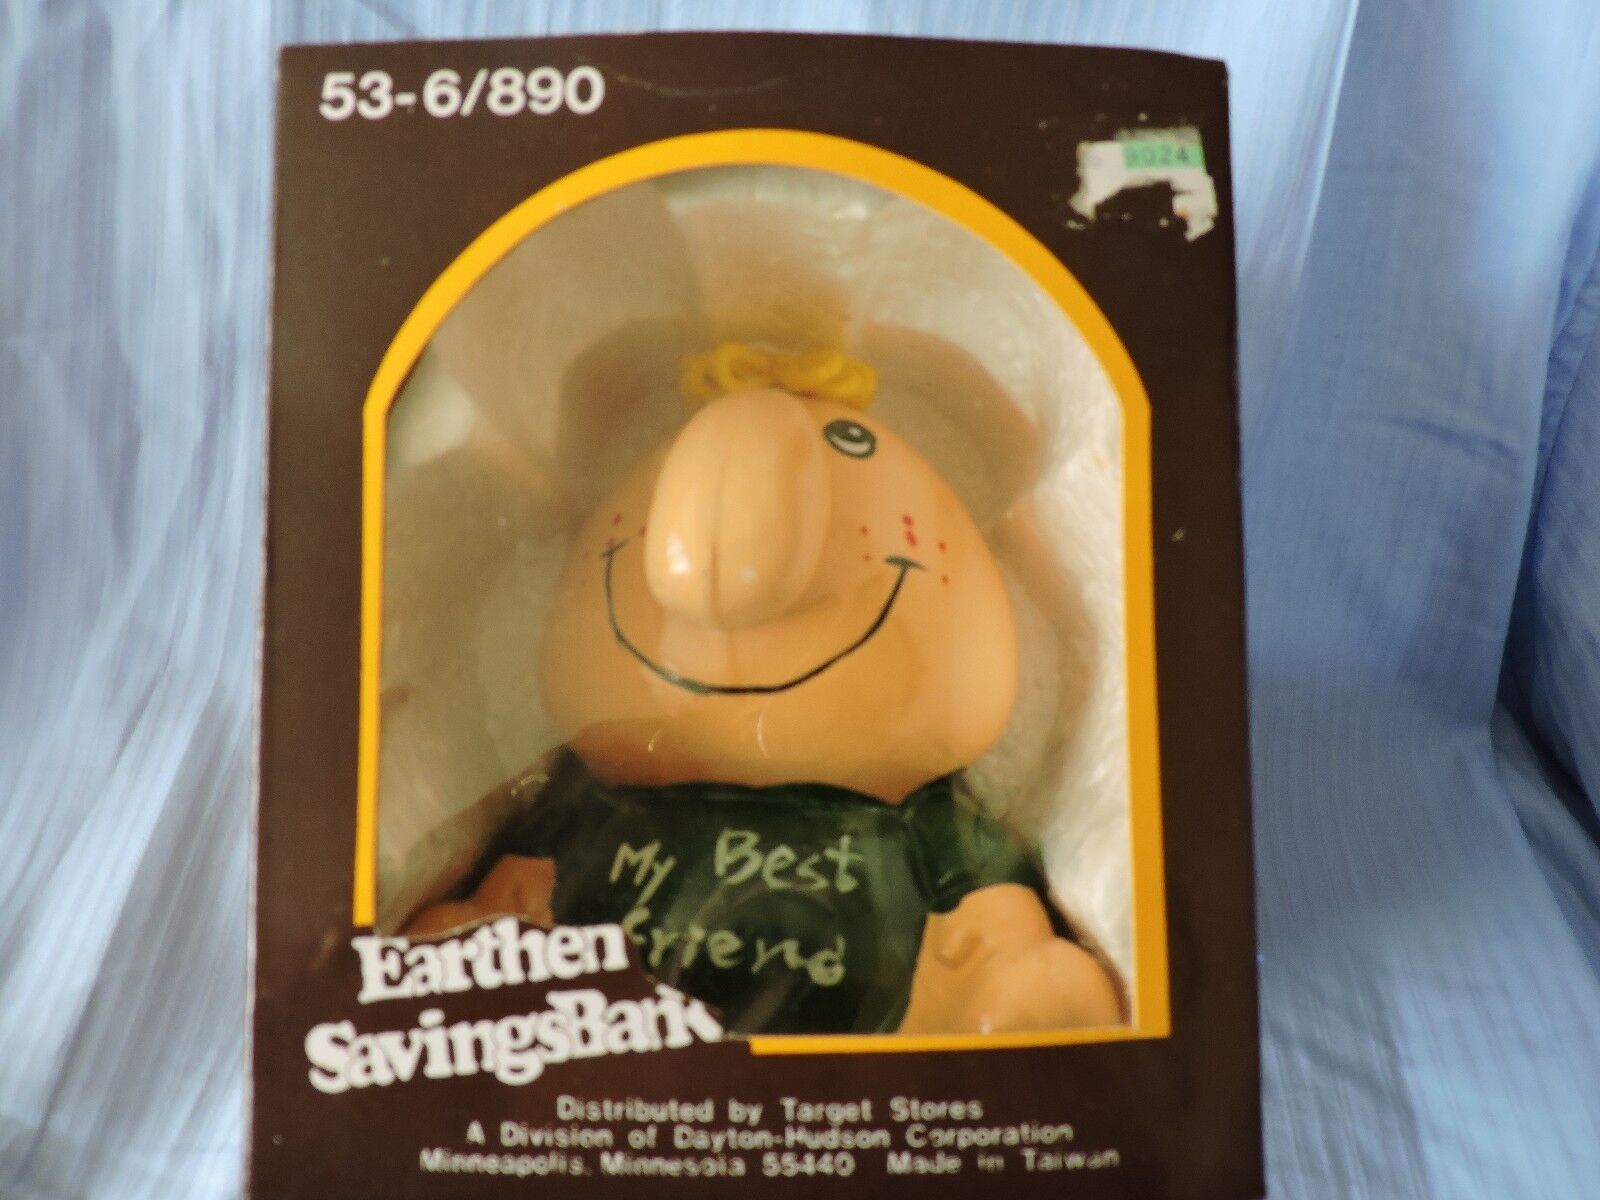 53-6/890
9024
My Best
friend
Earthen
SavingsBank
Distributed by Target Stores
A Division of Dayton-Hudson Corporation
Minneapolis, Minnesota 55440 Made in Taiwan